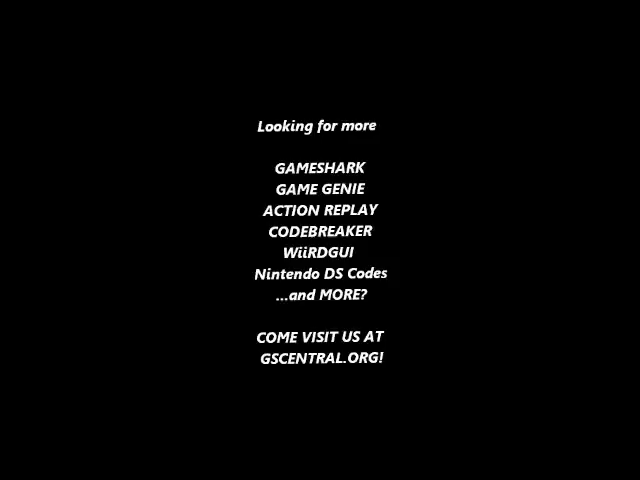 Looking for more
GAMESHARK
GAME GENIE
ACTION REPLAY
CODEBREAKER
WiiRDGUI
Nintendo DS Codes
...and MORE?
COME VISIT US AT
GSCENTRAL.ORG!